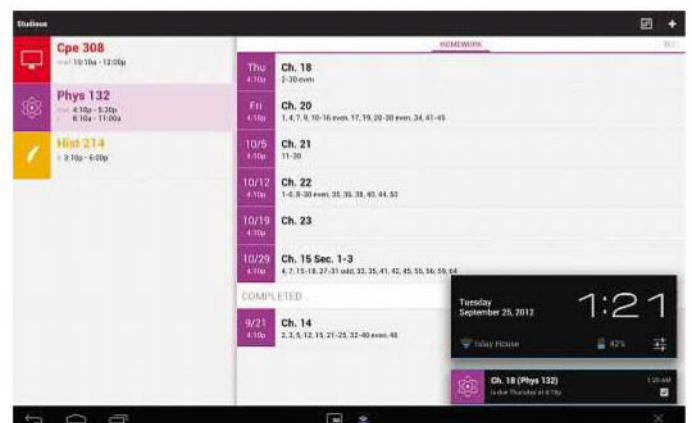 Studious
Cpe 308
10:10a - 12:00p
Phys 132
4:10p - 5:30p
8:10a - 11:00a
Hist 214
3:10p - 6:00p
HOMEWORK
Thu
4:10p
Ch. 18
2-30 even
Fri
4:10p
Ch. 20
1, 4, 7, 9, 10-16 even, 17, 19, 20-30 even, 34, 41-45
10/5
4:10p
Ch. 21
11-30
10/12
4:10p
Ch. 22
1-6, 8-30 even, 33, 36, 38, 40, 44, 50
10/19
4:10p
Ch. 23
10/29
4:10p
Ch. 15 Sec. 1-3
4, 7, 15-18, 27-31 odd, 32, 35, 41, 42, 45, 55, 56, 59, 64
COMPLETED
9/21
4:10p
Ch. 14
2, 3, 5, 12, 15, 21-25, 32-40 even, 46
Tuesday
September 25, 2012
1:21
Islay House
42%
Ch. 18 (Phys 132)
is due Thursday at 4:10p
1:20 AM